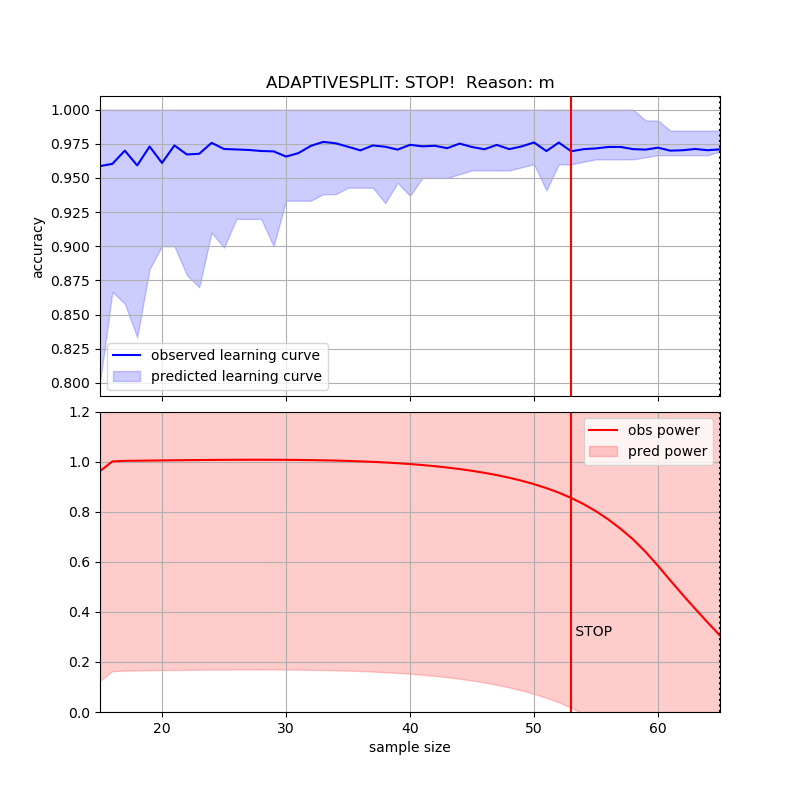 ADAPTIVESPLIT: STOP!  Reason: m
1.000
0.975
0.950
0.925
0.900
0.875
0.850
0.825
0.800
accuracy
observed learning curve
predicted learning curve
1.2
1.0
0.8
0.6
0.4
0.2
0.0
obs power
pred power
STOP
20 30 40 50 60
sample size